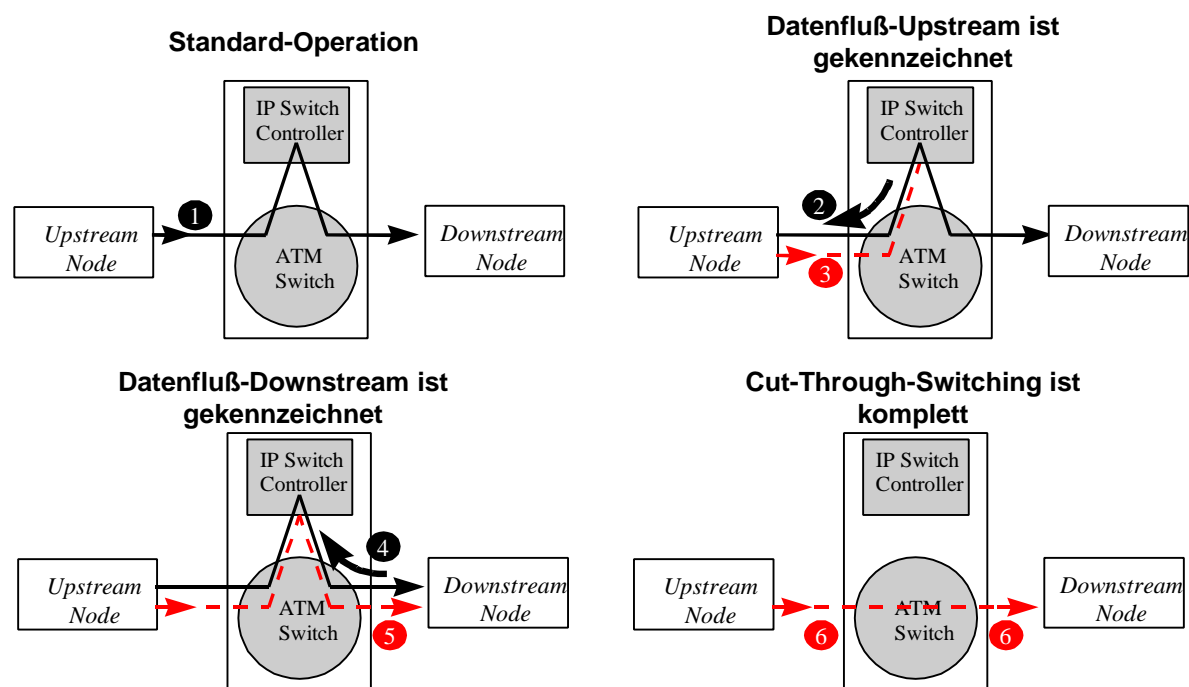 Standard-Operation
IP Switch
Controller
1
Upstream
Node
ATM
Switch
Downstream
Node
Datenfluß-Upstream ist
gekennzeichnet
IP Switch
Controller
2
Upstream
Node
3
ATM
Switch
Downstream
Node
Datenfluß-Downstream ist
gekennzeichnet
IP Switch
Controller
4
Upstream
Node
ATM
Switch
5
Downstream
Node
Cut-Through-Switching ist
komplett
IP Switch
Controller
Upstream
Node
6
ATM
Switch
6
Downstream
Node